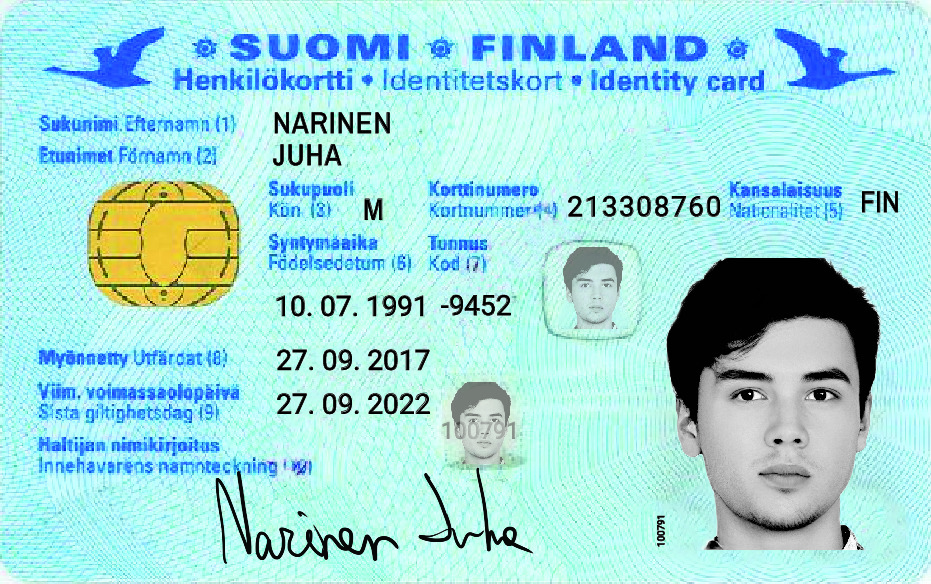 SUOMI FINLAND
Henkilökortti • Identitetskort • Identity card
Sukunimi Efternamn (1) NARINEN
Etunimet Förnamn (2) JUHA
Sukupuoli Korttinumero Kansalaisuus
Kön (3) M Kortnummer (4) 213308760 Nationalitet (5) FIN
Syntymäaika Tunnus
Födelsedatum (6) Kod (7)
10. 07. 1991 -9452
Myönnetty Utfärdat (8) 27. 09. 2017
Viim. voimassaolopäivä
Sista giltighetsdag (9) 27. 09. 2022
100791
Haltijan nimikirjoitus
Innehavarens namnteckning
Narinen Juha
100791